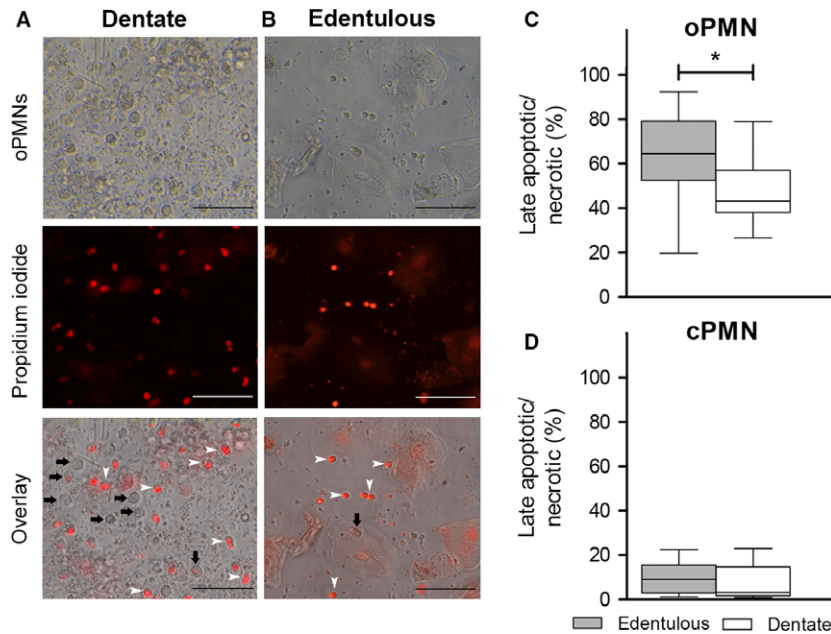 A
Dentate
B
Edentulous
oPMNs
Propidium iodide
Overlay
C
oPMN
*
Late apoptotic/
necrotic (%)
100
80
60
40
20
0
D
cPMN
Late apoptotic/
necrotic (%)
100
80
60
40
20
0
Edentulous
Dentate